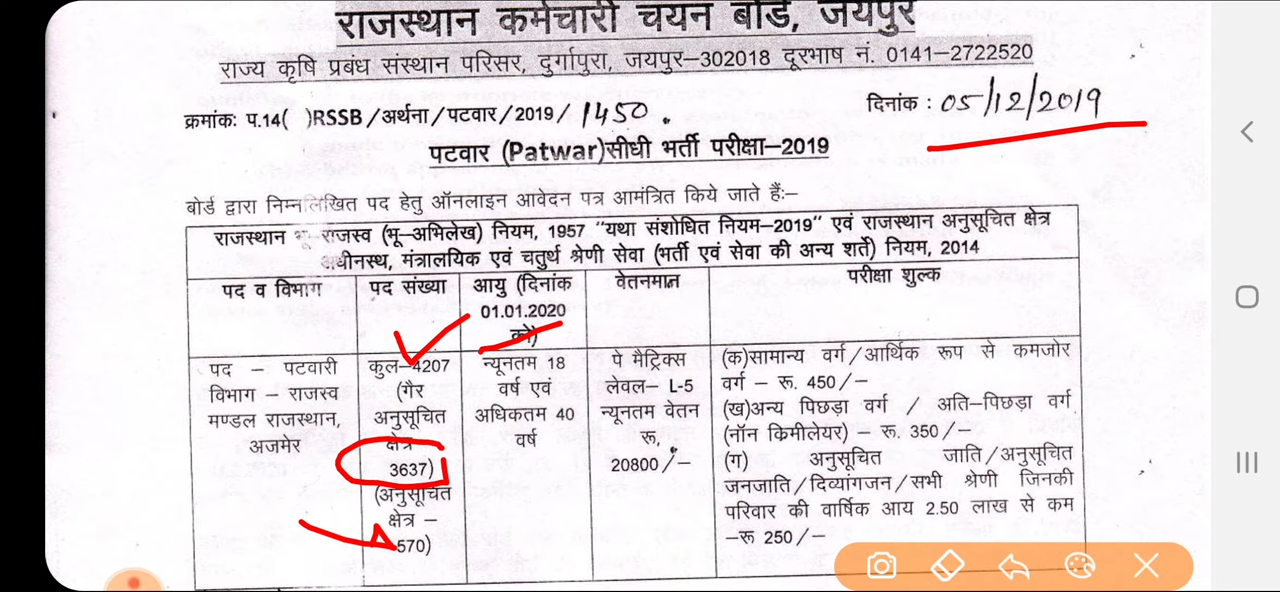 राजस्थान कर्मचारी चयन बोर्ड, जयपुर
राज्य कृषि प्रबंध संस्थान परिसर, दुर्गापुरा, जयपुर–302018 दूरभाष नं. 0141–2722520
क्रमांकः प.14( )RSSB/अर्थना/पटवार/2019/1450.
दिनांक : 05/12/2019
पटवार (Patwar)सीधी भर्ती परीक्षा–2019
बोर्ड द्वारा निम्नलिखित पद हेतु ऑनलाइन आवेदन पत्र आमंत्रित किये जाते हैः–
राजस्थान भू राजस्व (भू–अभिलेख) नियम, 1957 "यथा संशोधित नियम–2019" एवं राजस्थान अनुसूचित क्षेत्र
अधीनस्थ, मंत्रालयिक एवं चतुर्थ श्रेणी सेवा (भर्ती एवं सेवा की अन्य शर्ते) नियम, 2014
पद व विभाग
पद संख्या
आयु (दिनांक
01.01.2020
को)
वेतनमान
परीक्षा शुल्क
पद – पटवारी
विभाग – राजस्व
मण्डल राजस्थान,
अजमेर
कुल–4207
(गैर
अनुसूचित
क्षेत्र
3637)
(अनुसूचित
क्षेत्र –
570)
न्यूनतम 18
वर्ष एवं
अधिकतम 40
वर्ष
पे मैट्रिक्स
लेवल– L-5
न्यूनतम वेतन
रू,
20800/–
(क)सामान्य वर्ग/आर्थिक रूप से कमजोर
वर्ग – रू. 450/–
(ख)अन्य पिछड़ा वर्ग / अति–पिछड़ा वर्ग
(नॉन क्रिमीलेयर) – रू. 350/–
(ग) अनुसूचित जाति/अनुसूचित
जनजाति/दिव्यांगजन/सभी श्रेणी जिनकी
परिवार की वार्षिक आय 2.50 लाख से कम
–रू 250/–